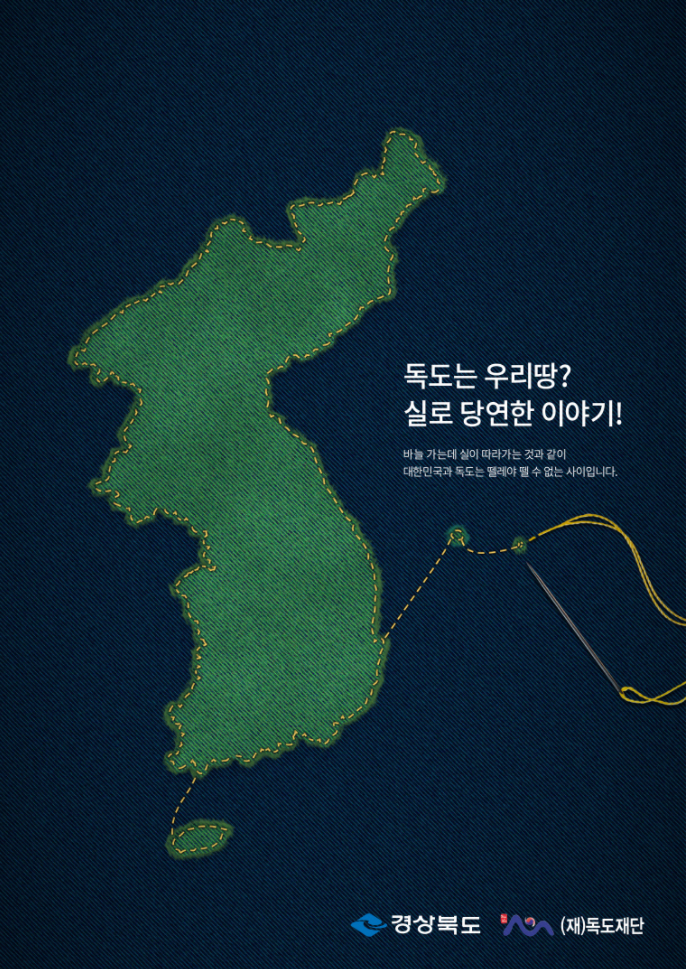 독도는 우리땅?
실로 당연한 이야기!
바늘 가는데 실이 따라가는 것과 같이
대한민국과 독도는 뗄레야 뗄 수 없는 사이입니다.
경상북도
(재)독도재단